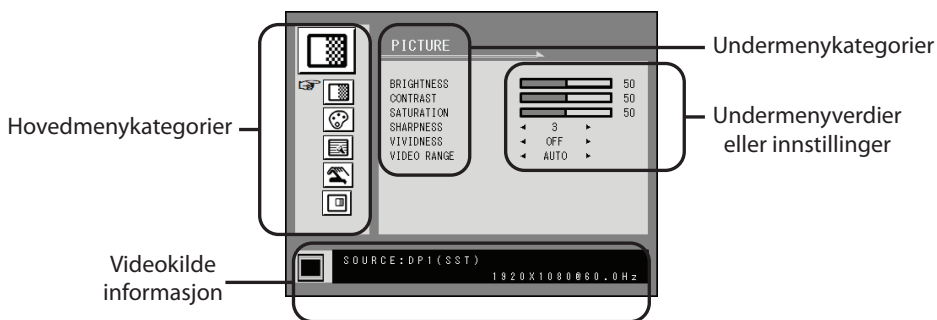 Hovedmenykategorier
PICTURE
Undermenykategorier
BRIGHTNESS 50
CONTRAST 50
SATURATION 50
SHARPNESS 3
VIVIDNESS OFF
VIDEO RANGE AUTO
Undermenyverdier
eller innstillinger
Videokilde
informasjon
SOURCE:DP1(SST)
1920X1080@60.0Hz